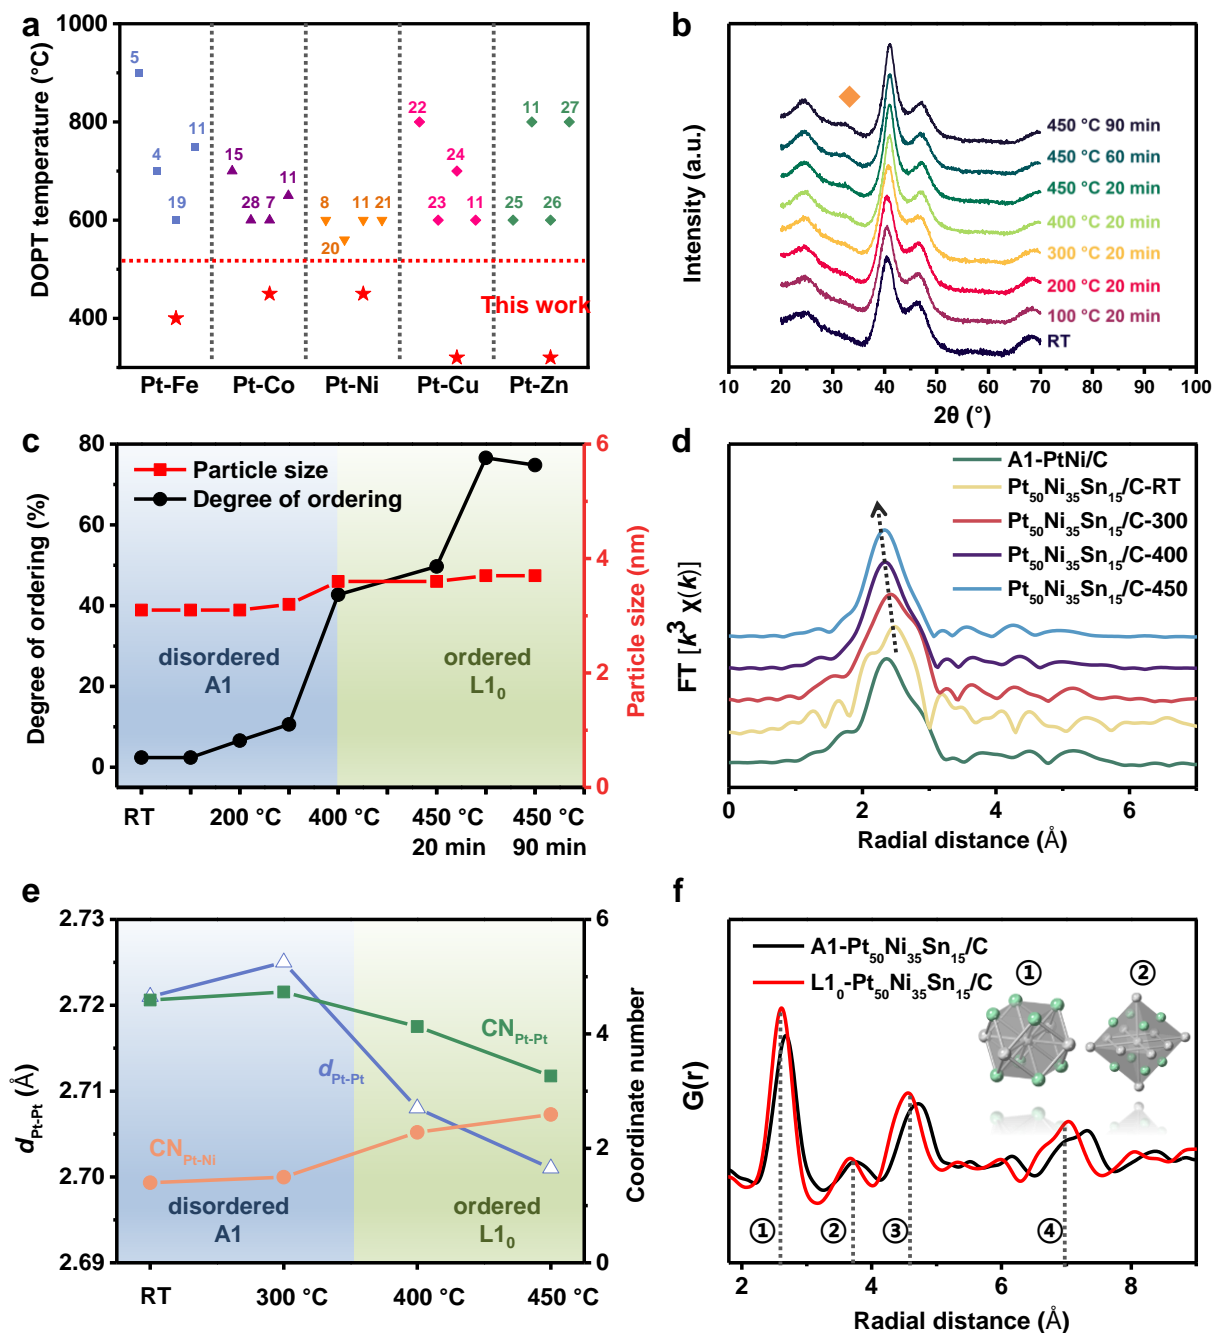 a
DOPT temperature (°C)
1000
800
600
400
5
4
19
11
15
28
7
11
8
20
11
21
22
23
24
11
25
11
26
27
This work
Pt-Fe
Pt-Co
Pt-Ni
Pt-Cu
Pt-Zn
b
Intensity (a.u.)
450 °C 90 min
450 °C 60 min
450 °C 20 min
400 °C 20 min
300 °C 20 min
200 °C 20 min
100 °C 20 min
RT
10 20 30 40 50 60 70 80 90 100
2θ (°)
c
Degree of ordering (%)
80
60
40
20
0
Particle size
Degree of ordering
disordered
A1
ordered
L1₀
6
4
2
0
Particle size (nm)
RT
200 °C
400 °C
450 °C
20 min
450 °C
90 min
d
FT [k³ χ(k)]
A1-PtNi/C
Pt₅₀Ni₃₅Sn₁₅/C-RT
Pt₅₀Ni₃₅Sn₁₅/C-300
Pt₅₀Ni₃₅Sn₁₅/C-400
Pt₅₀Ni₃₅Sn₁₅/C-450
0 2 4 6
Radial distance (Å)
e
d Pt-Pt (Å)
2.73
2.72
2.71
2.70
2.69
CN Pt-Pt
d Pt-Pt
CN Pt-Ni
disordered
A1
ordered
L1₀
6
4
2
0
Coordinate number
RT
300 °C
400 °C
450 °C
f
G(r)
A1-Pt₅₀Ni₃₅Sn₁₅/C
L1₀-Pt₅₀Ni₃₅Sn₁₅/C
①
②
①
②
③
④
2 4 6 8
Radial distance (Å)